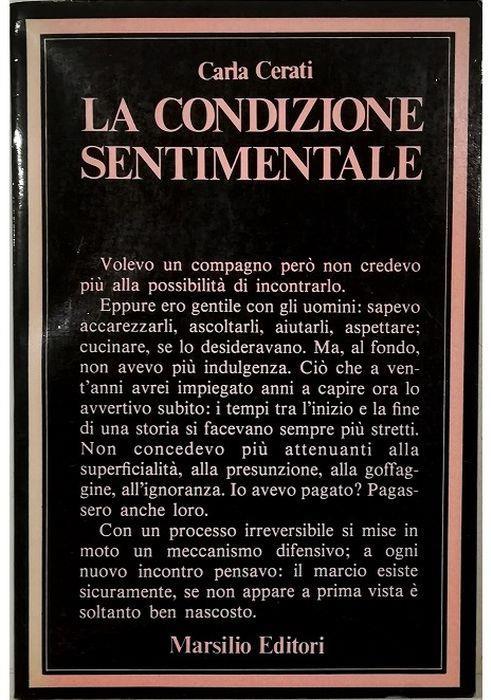 Carla Cerati
LA CONDIZIONE
SENTIMENTALE
Volevo un compagno però non credevo
più alla possibilità di incontrarlo.
Eppure ero gentile con gli uomini: sapevo
accarezzarli, ascoltarli, aiutarli, aspettare;
cucinare, se lo desideravano. Ma, al fondo,
non avevo più indulgenza. Ciò che a ven-
t'anni avrei impiegato anni a capire ora lo
avvertivo subito: i tempi tra l'inizio e la fine
di una storia si facevano sempre più stretti.
Non concedevo più attenuanti alla
superficialità, alla presunzione, alla goffag-
gine, all'ignoranza. Io avevo pagato? Pagas-
sero anche loro.
Con un processo irreversibile si mise in
moto un meccanismo difensivo; a ogni
nuovo incontro pensavo: il marcio esiste
sicuramente, se non appare a prima vista è
soltanto ben nascosto.
Marsilio Editori